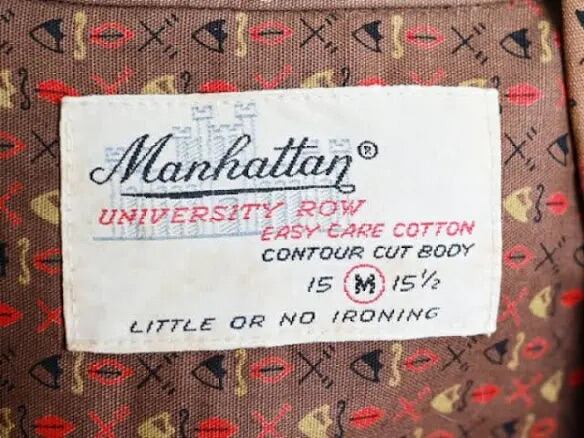 Manhattan®
UNIVERSITY ROW
EASY-CARE COTTON
CONTOUR CUT BODY
15 M 15½
LITTLE OR NO IRONING